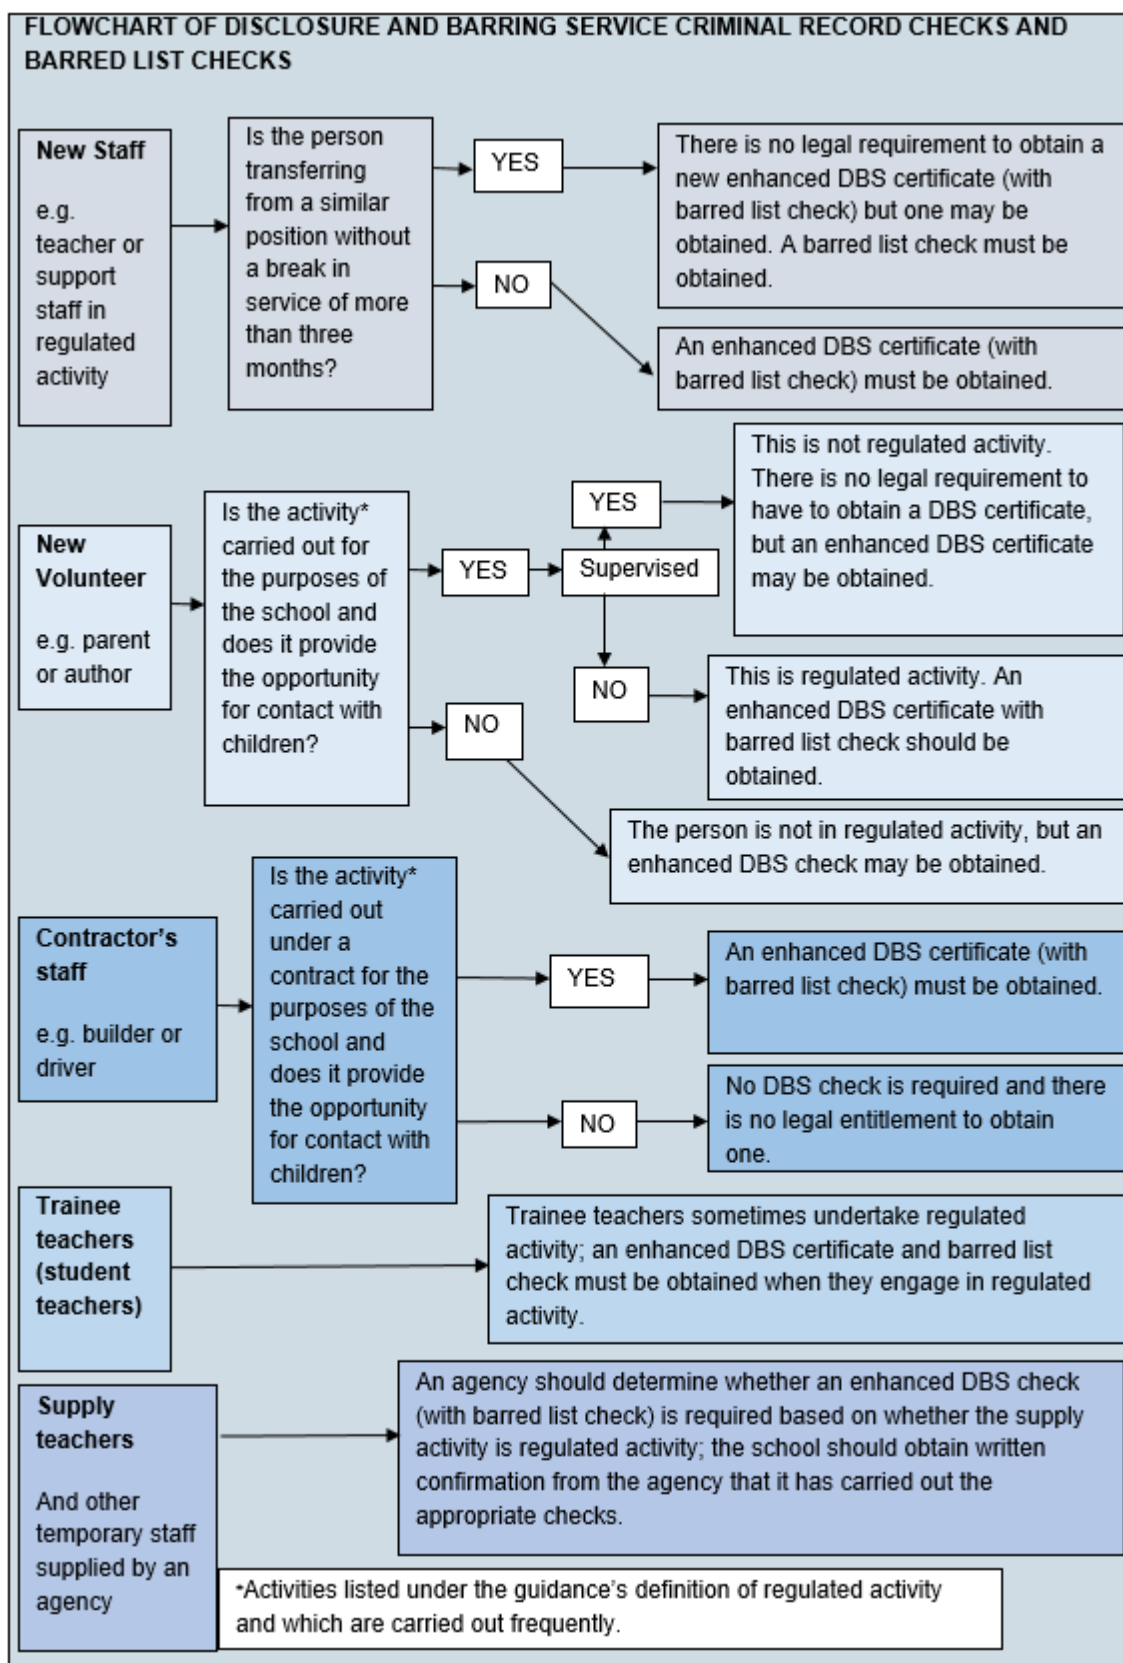 FLOWCHART OF DISCLOSURE AND BARRING SERVICE CRIMINAL RECORD CHECKS AND
BARRED LIST CHECKS
New Staff
e.g.
teacher or
support
staff in
regulated
activity
Is the person
transferring
from a similar
position without
a break in
service of more
than three
months?
YES
There is no legal requirement to obtain a
new enhanced DBS certificate (with
barred list check) but one may be
obtained. A barred list check must be
obtained.
NO
An enhanced DBS certificate (with
barred list check) must be obtained.
New
Volunteer
e.g. parent
or author
Is the activity*
carried out for
the purposes of
the school and
does it provide
the opportunity
for contact with
children?
YES
Supervised
YES
This is not regulated activity.
There is no legal requirement to
have to obtain a DBS certificate,
but an enhanced DBS certificate
may be obtained.
NO
This is regulated activity. An
enhanced DBS certificate with
barred list check should be
obtained.
NO
The person is not in regulated activity, but an
enhanced DBS check may be obtained.
Contractor's
staff
e.g. builder or
driver
Is the activity*
carried out
under a
contract for the
purposes of the
school and
does it provide
the opportunity
for contact with
children?
YES
An enhanced DBS certificate (with
barred list check) must be obtained.
NO
No DBS check is required and there
is no legal entitlement to obtain
one.
Trainee
teachers
(student
teachers)
Trainee teachers sometimes undertake regulated
activity; an enhanced DBS certificate and barred list
check must be obtained when they engage in regulated
activity.
Supply
teachers
And other
temporary staff
supplied by an
agency
An agency should determine whether an enhanced DBS check
(with barred list check) is required based on whether the supply
activity is regulated activity; the school should obtain written
confirmation from the agency that it has carried out the
appropriate checks.
*Activities listed under the guidance's definition of regulated activity
and which are carried out frequently.